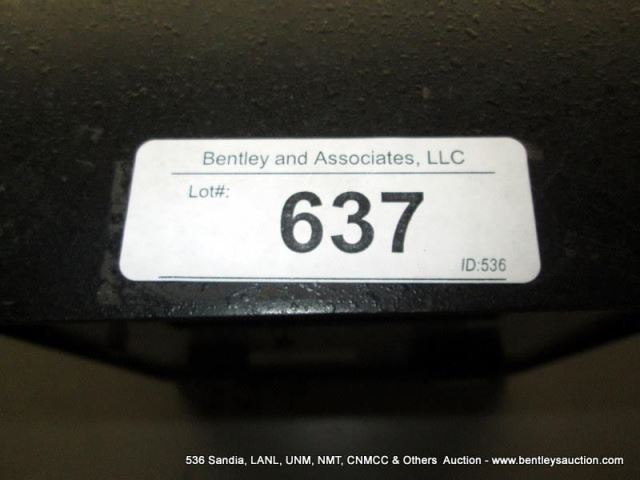 Bentley and Associates, LLC
Lot#:
637
ID:536
536 Sandia, LANL, UNM, NMT, CNMCC & Others Auction - www.bentleysauction.com